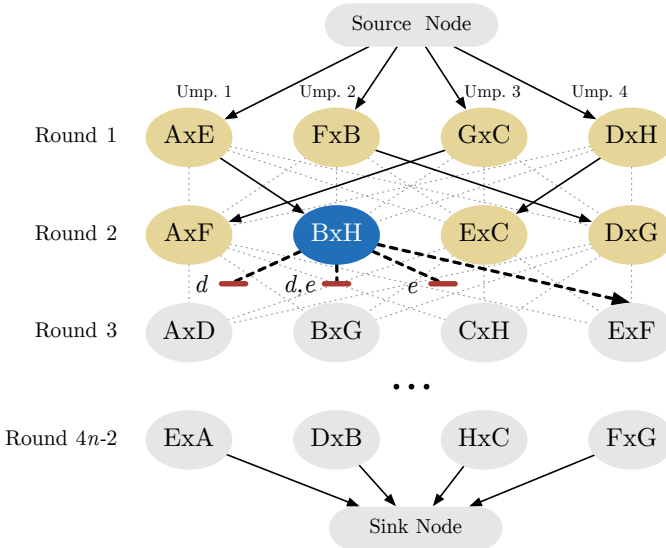 Source Node
Ump. 1 Ump. 2 Ump. 3 Ump. 4
Round 1 AxE FxB GxC DxH
Round 2 AxF BxH ExC DxG
d d,e e
Round 3 AxD BxG CxH ExF
...
Round 4n-2 ExA DxB HxC FxG
Sink Node